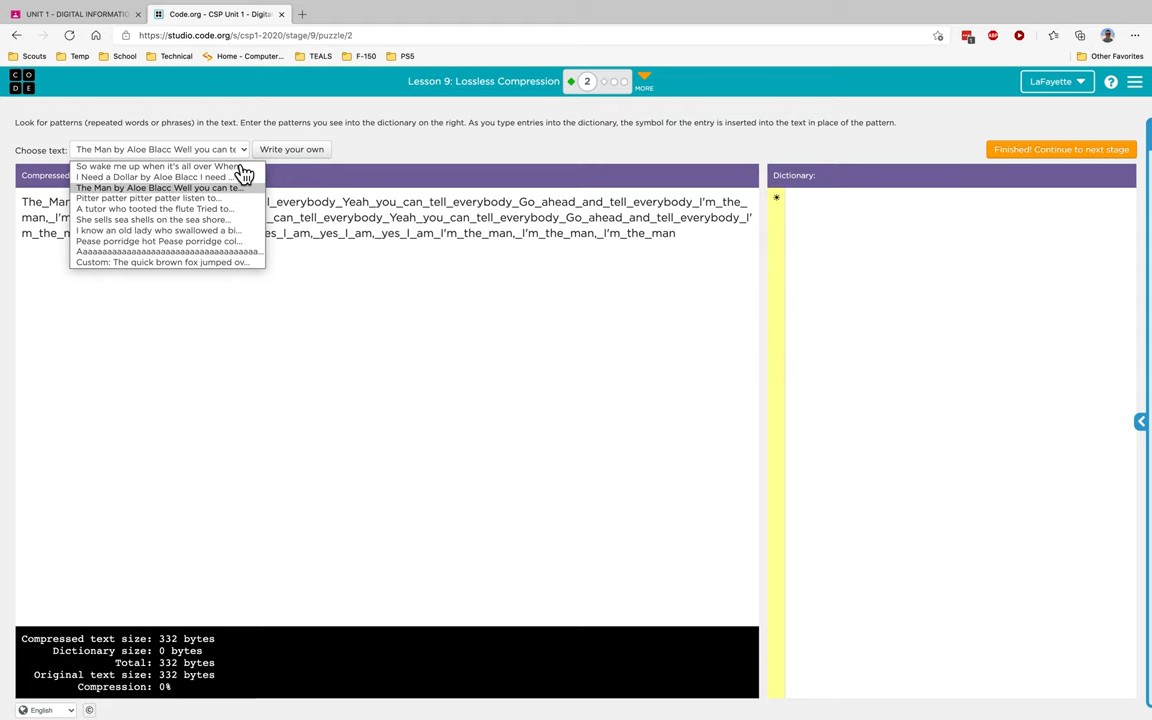 UNIT 1 - DIGITAL INFORMATION
Code.org - CSP Unit 1 - Digita
https://studio.code.org/s/csp1-2020/stage/9/puzzle/2
1
ABP
Scouts
Temp
School
Technical
Home - Computer...
TEALS
F-150
PS5
Other Favorites
C O
D E
Lesson 9: Lossless Compression
2
MORE
LaFayette
?
Look for patterns (repeated words or phrases) in the text. Enter the patterns you see into the dictionary on the right. As you type entries into the dictionary, the symbol for the entry is inserted into the text in place of the pattern.
Choose text:
The Man by Aloe Blacc Well you can te
Write your own
Finished! Continue to next stage
So wake me up when it's all over When
I Need a Dollar by Aloe Blacc I need ...
The Man by Aloe Blacc Well you can te...
Pitter patter pitter patter listen to...
A tutor who tooted the flute Tried to...
She sells sea shells on the sea shore...
I know an old lady who swallowed a bi...
Pease porridge hot Pease porridge col...
Aaaaaaaaaaaaaaaaaaaaaaaaaaaaaaaaaaaaa...
Custom: The quick brown fox jumped ov...
Compressed
Dictionary:
The_Man l_everybody_Yeah_you_can_tell_everybody_Go_ahead_and_tell_everybody_I'm_the_
man,_I'm _can_tell_everybody_Yeah_you_can_tell_everybody_Go_ahead_and_tell_everybody_I'
m_the_m es_I_am,_yes_I_am,_yes_I_am_I'm_the_man,_I'm_the_man,_I'm_the_man
*
Compressed text size: 332 bytes
Dictionary size: 0 bytes
Total: 332 bytes
Original text size: 332 bytes
Compression: 0%
English
©